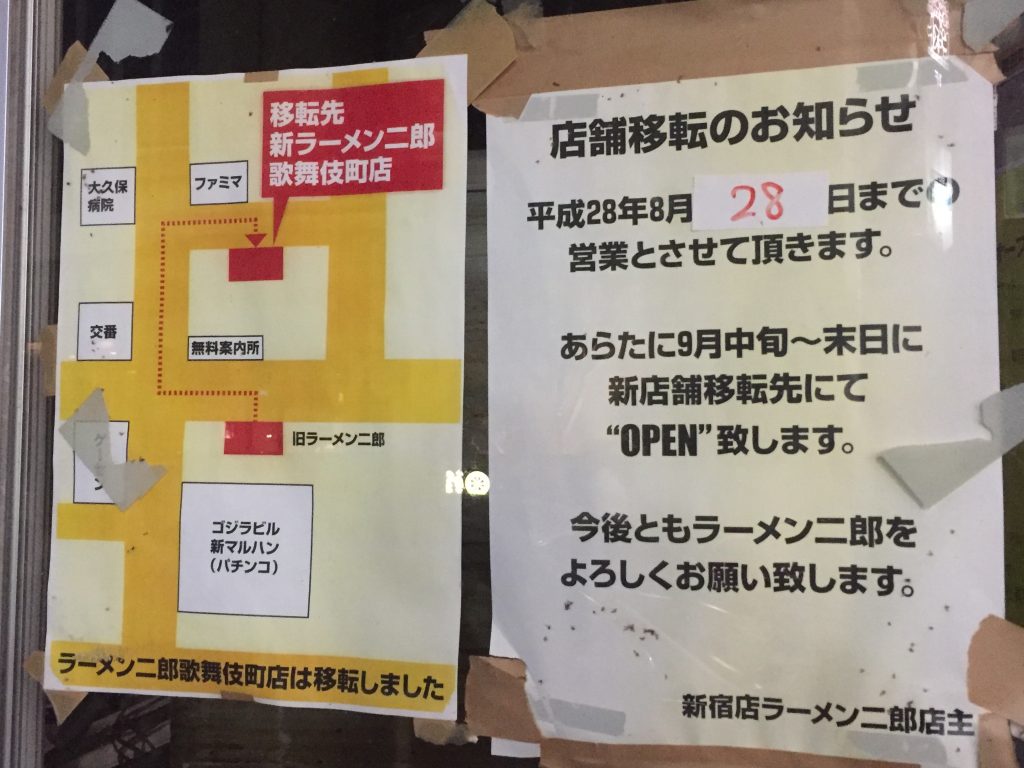 移転先
新ラーメン二郎
歌舞伎町店
大久保
病院
ファミマ
交番
無料案内所
旧ラーメン二郎
ゴジラビル
新マルハン
(パチンコ)
ラーメン二郎歌舞伎町店は移転しました
店舗移転のお知らせ
平成28年8月28日までの
営業とさせて頂きます。
あらたに9月中旬～末日に
新店舗移転先にて
“OPEN”致します。
今後ともラーメン二郎を
よろしくお願い致します。
新宿店ラーメン二郎店主